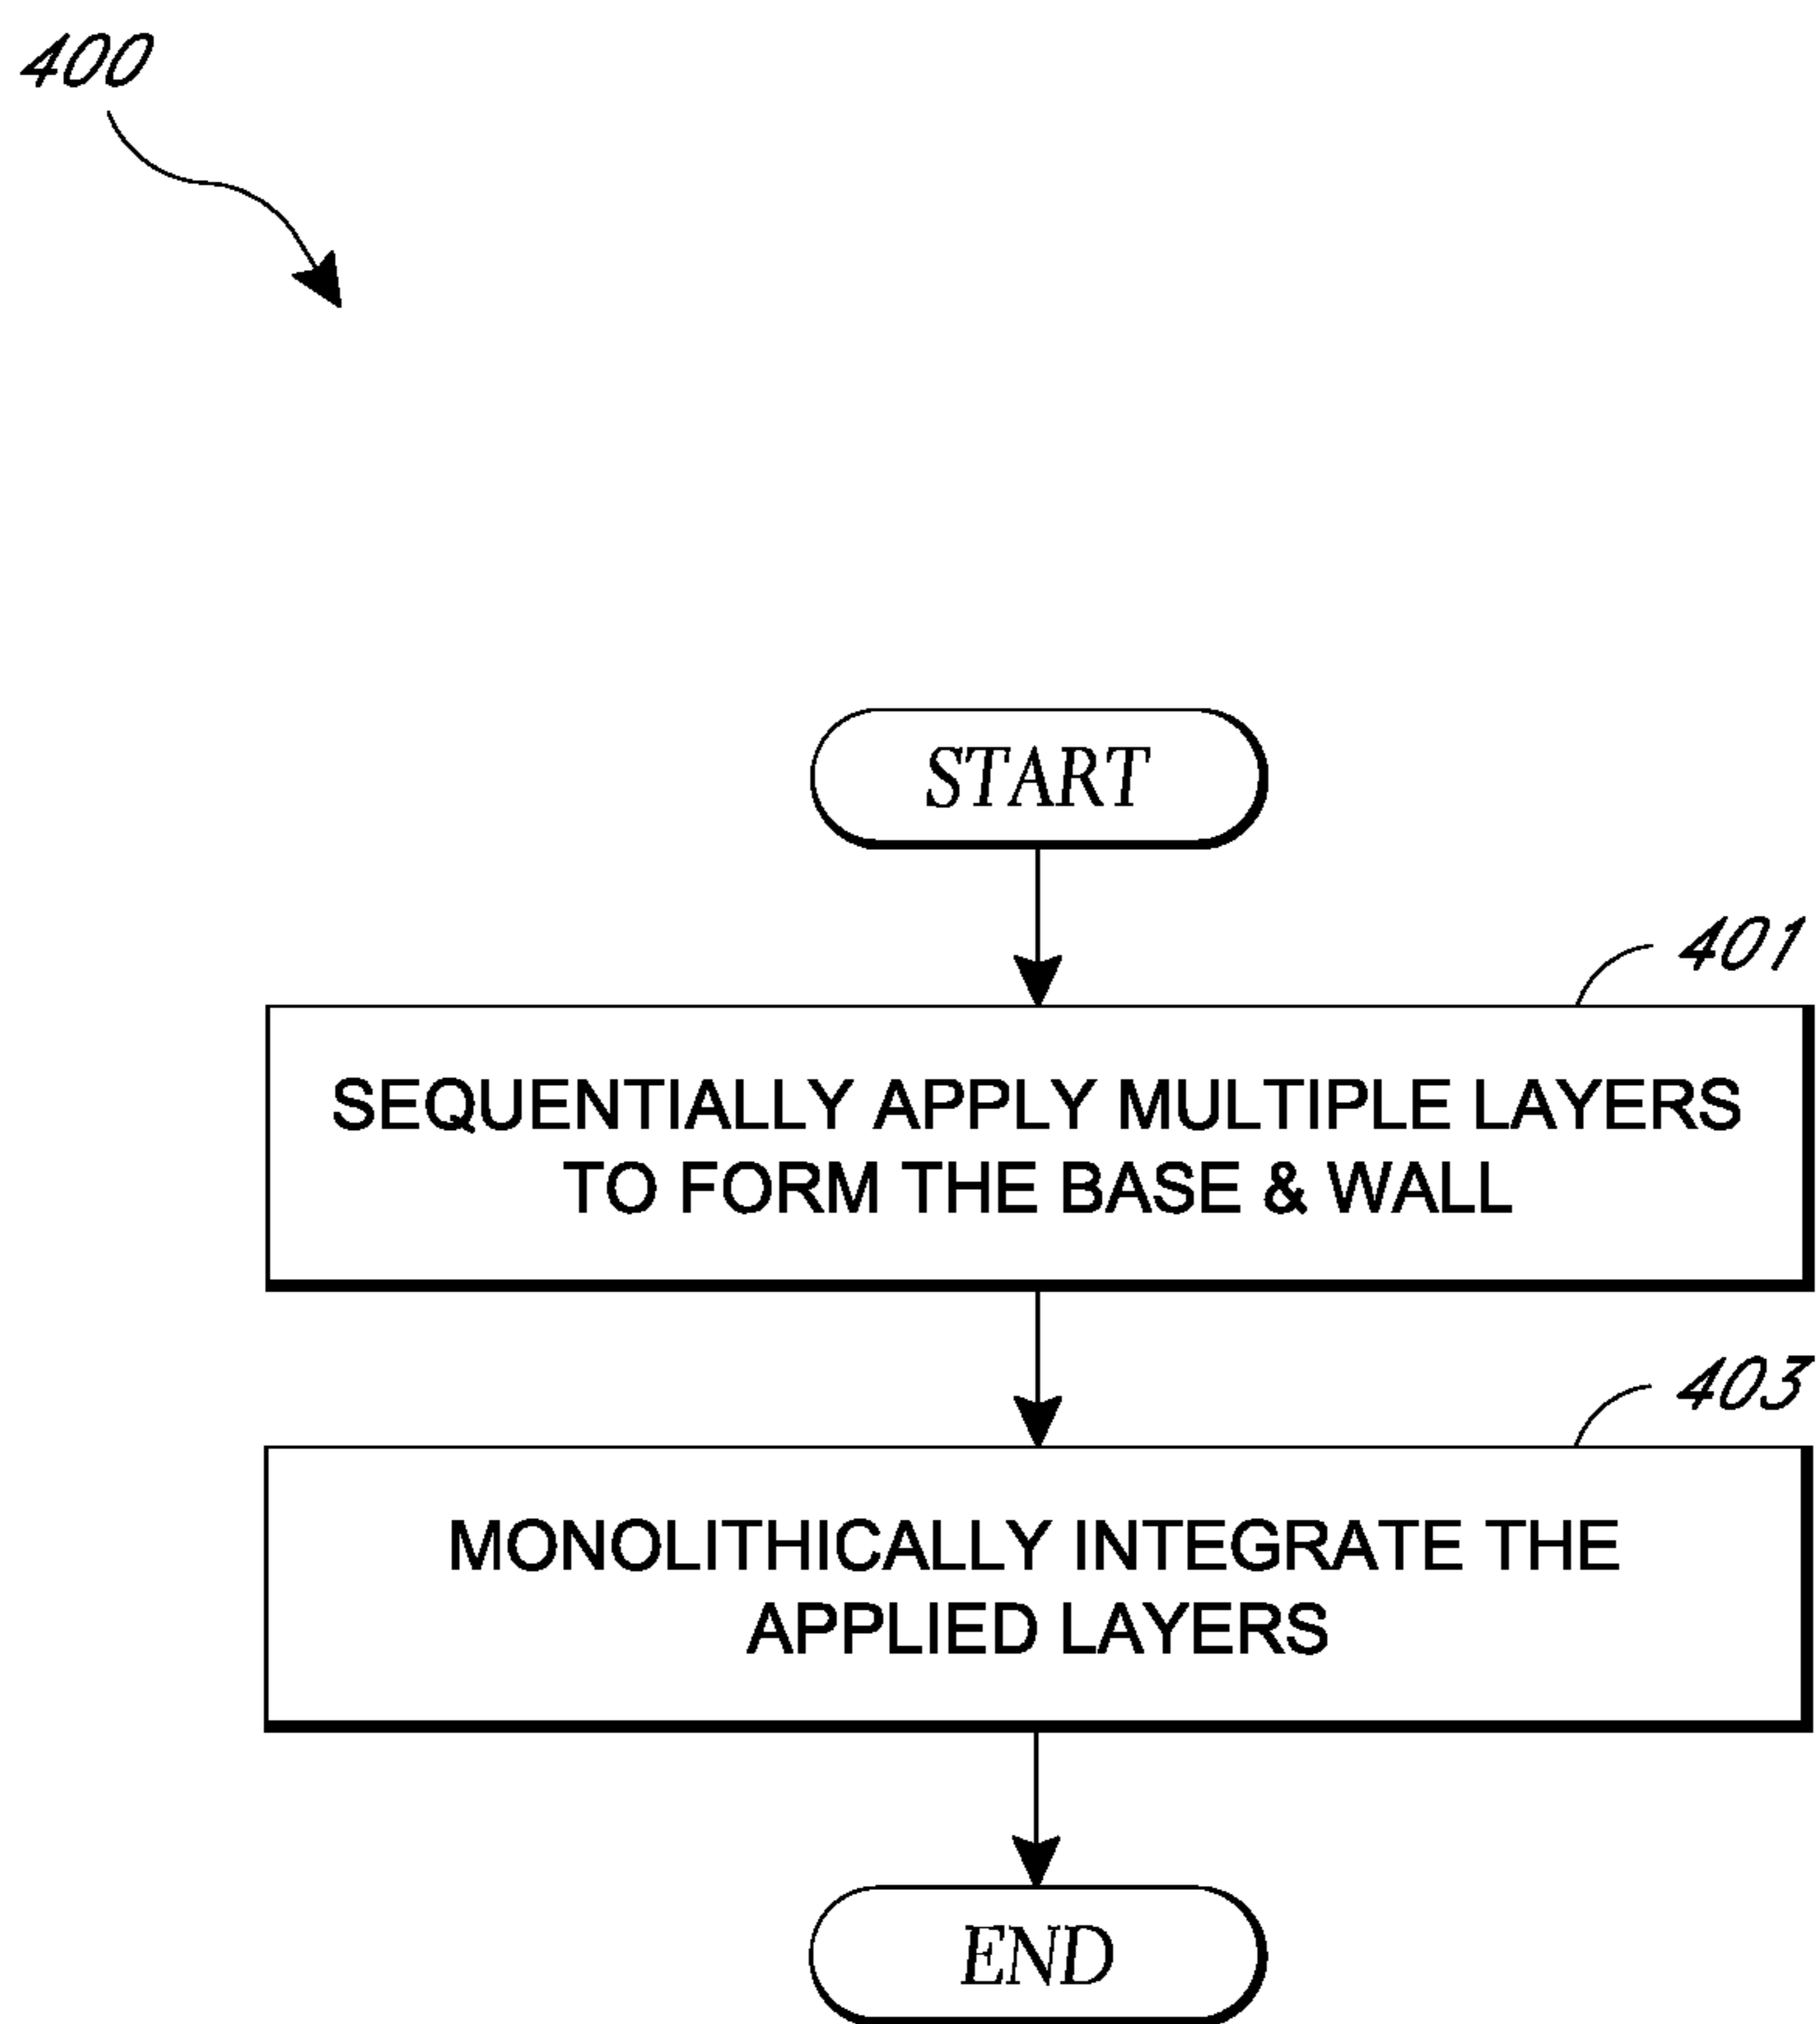 400
START
401
SEQUENTIALLY APPLY MULTIPLE LAYERS
TO FORM THE BASE & WALL
403
MONOLITHICALLY INTEGRATE THE
APPLIED LAYERS
END